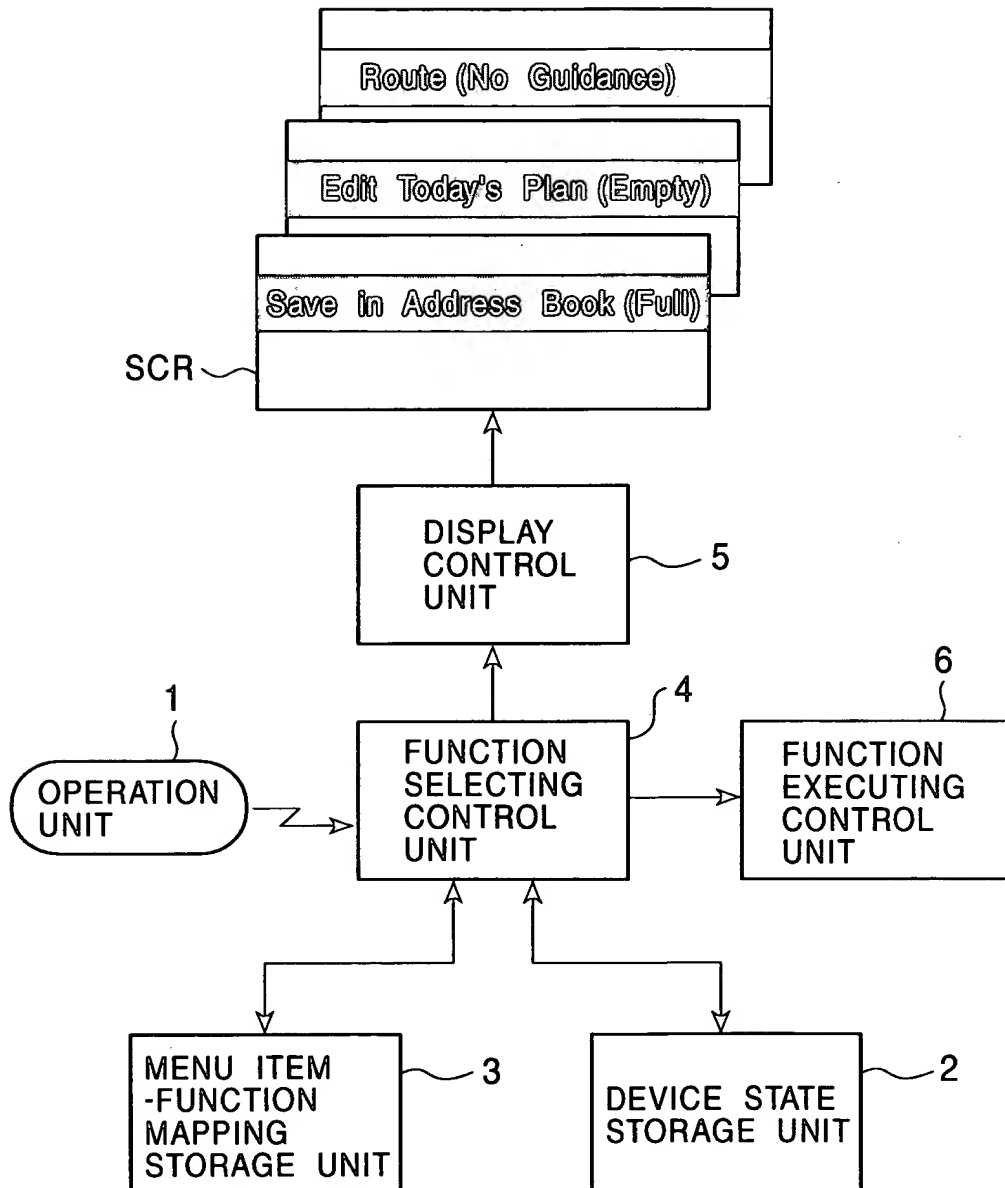 Route (No Guidance)
Edit Today's Plan (Empty)
Save in Address Book (Full)
SCR
DISPLAY
CONTROL
UNIT
5
1
OPERATION
UNIT
4
FUNCTION
SELECTING
CONTROL
UNIT
6
FUNCTION
EXECUTING
CONTROL
UNIT
MENU ITEM
-FUNCTION
MAPPING
STORAGE UNIT
3
DEVICE STATE
STORAGE UNIT
2